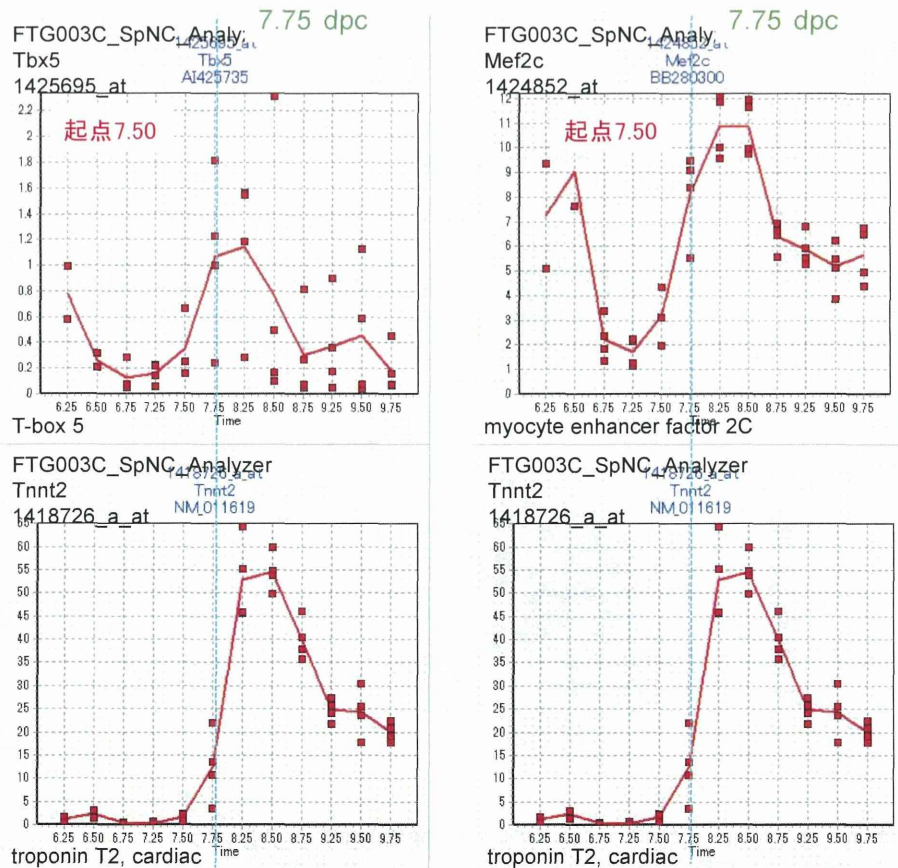 7.75 dpc
FTG003C_SpNC_Analy
1425695_at
Tbx5
Tbx5
AI425735
1425695_at
2.2
2
1.8
1.6
1.4
1.2
1
0.8
0.6
0.4
0.2
0
起点7.50
6.25 6.50 6.75 7.25 7.50 7.75 8.25 8.50 8.75 9.25 9.50 9.75
Time
T-box 5
7.75 dpc
FTG003C_SpNC_Analy
1424852_at
Mef2c
Mef2c
BB280300
1424852_at
12
11
10
9
8
7
6
5
4
3
2
1
0
起点7.50
6.25 6.50 6.75 7.25 7.50 7.75 8.25 8.50 8.75 9.25 9.50 9.75
Time
myocyte enhancer factor 2C
FTG003C_SpNC_Analyzer
1418726_a_at
Tnnt2
Tnnt2
NM_011619
1418726_a_at
65
60
55
50
45
40
35
30
25
20
15
10
5
0
6.25 6.50 6.75 7.25 7.50 7.75 8.25 8.50 8.75 9.25 9.50 9.75
Time
troponin T2, cardiac
FTG003C_SpNC_Analyzer
1418726_a_at
Tnnt2
Tnnt2
NM_011619
1418726_a_at
65
60
55
50
45
40
35
30
25
20
15
10
5
0
6.25 6.50 6.75 7.25 7.50 7.75 8.25 8.50 8.75 9.25 9.50 9.75
Time
troponin T2, cardiac